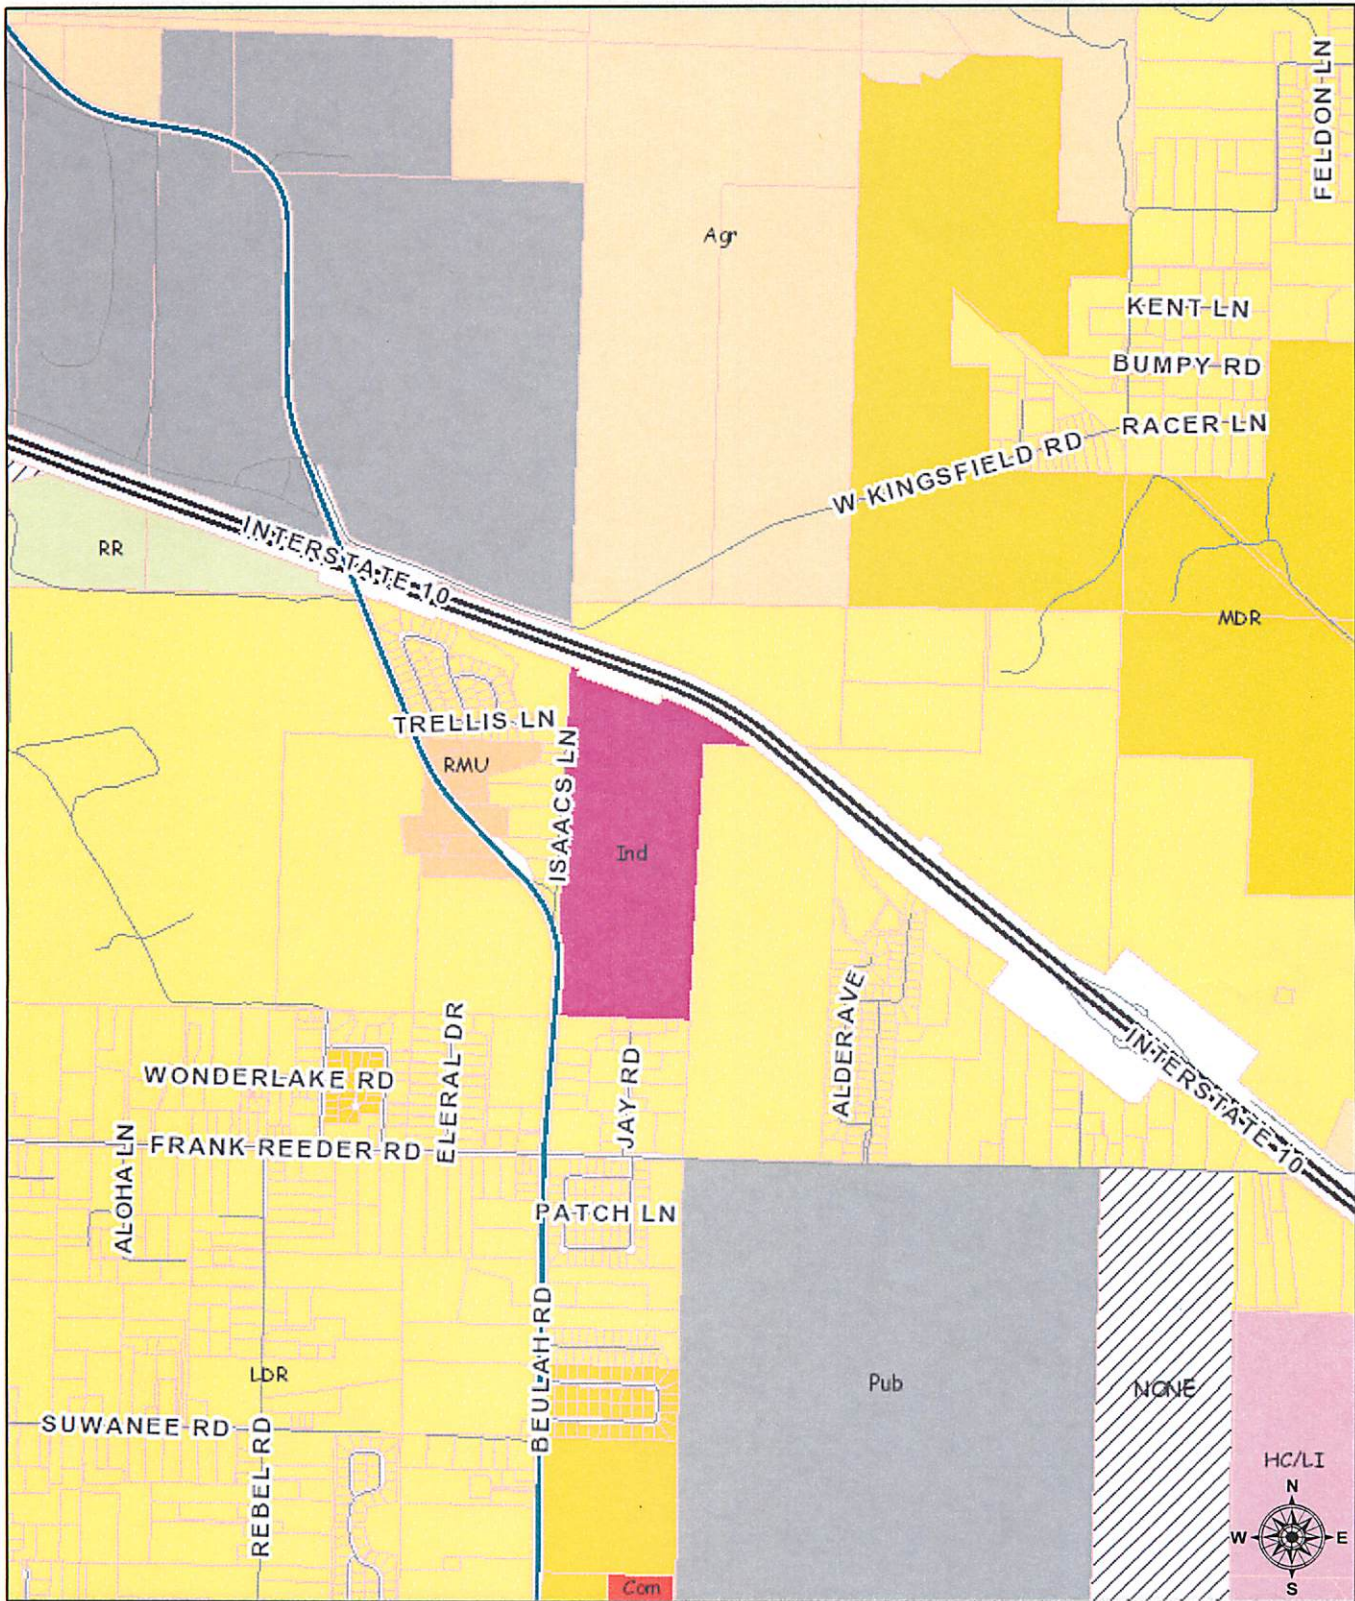 FELDON LN
Agr
KENT LN
BUMPY RD
RACER LN
W KINGSFIELD RD
INTERSTATE 10
RR
MDR
TRELLIS LN
RMU
ISAACS LN
Ind
ALDER AVE
INTERSTATE 10
ELERAL DR
WONDERLAKE RD
JAY RD
FRANK REEDER RD
ALOHA LN
PATCH LN
BEULAH RD
LDR
Pub
NONE
SUWANEE RD
REBEL RD
HC/LI
N
W E
S
Com